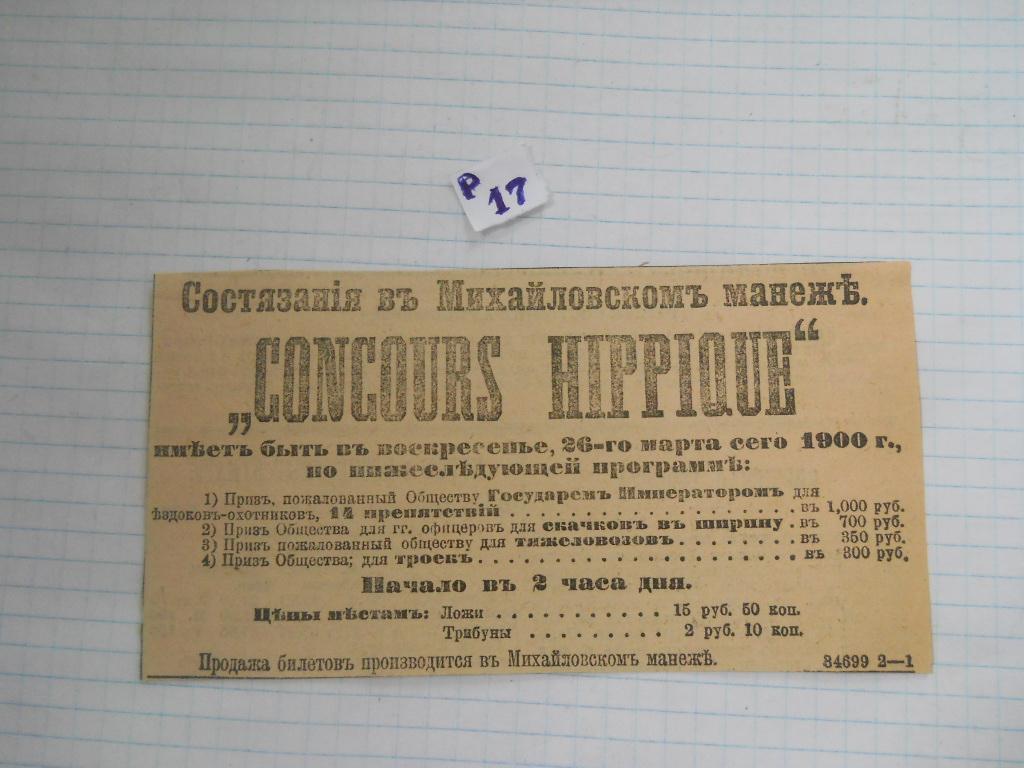 Р 17
Состязанія въ Михайловскомъ манежѣ.
„CONCOURS HIPPIQUE“
имѣетъ быть въ воскресенье, 26-го марта сего 1900 г.,
по нижеслѣдующей программѣ:
1) Призъ, пожалованный Обществу Государемъ Императоромъ для
ѣздоковъ-охотниковъ, 14 препятствій . . . . . . . . . . . . . . . . . въ 1,000 руб.
2) Приз Общества для гг. офицеровъ для скачковъ въ ширину . въ 700 руб.
3) Призъ пожалованный обществу для тяжеловозовъ . . . . . . . . въ 350 руб.
4) Приз Общества; для троек . . . . . . . . . . . . . . . . . . . . . . въ 300 руб.
Начало въ 2 часа дня.
Цѣны мѣстамъ: Ложи . . . . . . . . . . . 15 руб. 50 коп.
Трибуны . . . . . . . . . 2 руб. 10 коп.
Продажа билетовъ производится въ Михайловскомъ манежѣ. 84699 2—1